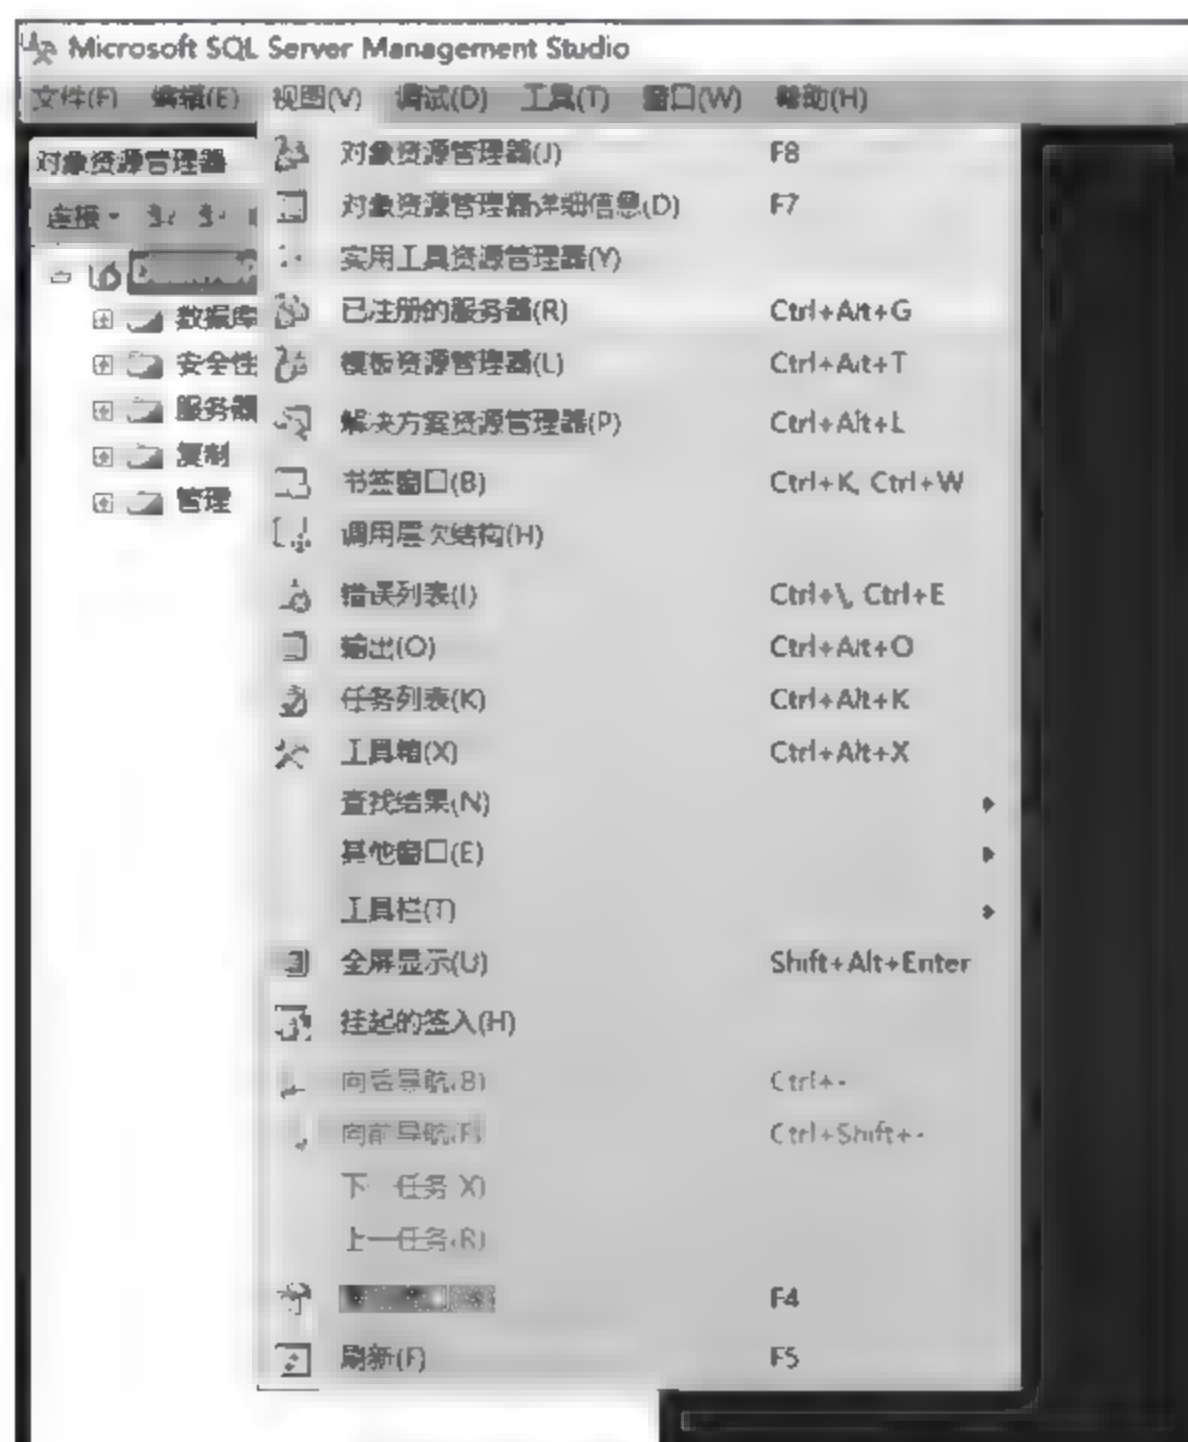 Microsoft SQL Server Management Studio
文件(F) 编辑(E) 视图(V) 调试(D) 工具(T) 窗口(W) 帮助(H)
对象资源管理器
连接
数据库
安全性
服务器
复制
管理
对象资源管理器(J) F8
对象资源管理器详细信息(D) F7
实用工具资源管理器(Y)
已注册的服务器(R) Ctrl+Alt+G
模板资源管理器(L) Ctrl+Alt+T
解决方案资源管理器(P) Ctrl+Alt+L
书签窗口(B) Ctrl+K, Ctrl+W
调用层次结构(H)
错误列表(I) Ctrl+\, Ctrl+E
输出(O) Ctrl+Alt+O
任务列表(K) Ctrl+Alt+K
工具箱(X) Ctrl+Alt+X
查找结果(N)
其他窗口(E)
工具栏(T)
全屏显示(U) Shift+Alt+Enter
挂起的签入(H)
向后导航(B) Ctrl+-
向前导航(F) Ctrl+Shift+-
下一任务(X)
上一任务(R)
F4
刷新(F) F5